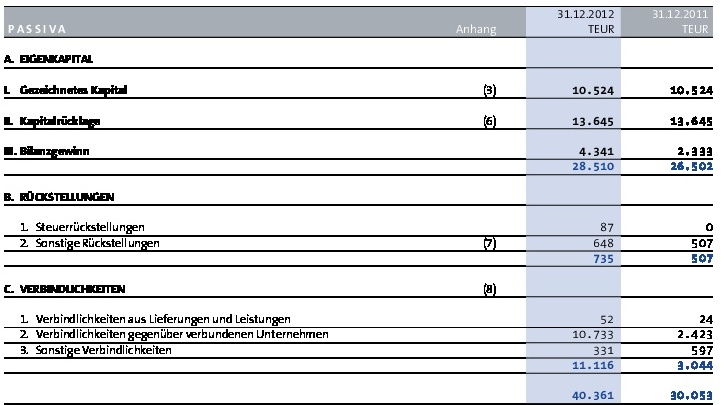 31.12.2012 31.12.2011
PASSIVA Anhang TEUR TEUR
A. EIGENKAPITAL
I. Gezeichnetes Kapital (3) 10.524 10.524
II. Kapitalrücklage (6) 13.645 13.645
III. Bilanzgewinn 4.341 2.333
28.510 26.502
B. RÜCKSTELLUNGEN
1. Steuerrückstellungen 87 0
2. Sonstige Rückstellungen (7) 648 507
735 507
C. VERBINDLICHKEITEN (8)
1. Verbindlichkeiten aus Lieferungen und Leistungen 52 24
2. Verbindlichkeiten gegenüber verbundenen Unternehmen 10.733 2.423
3. Sonstige Verbindlichkeiten 331 597
11.116 3.044
40.361 30.053